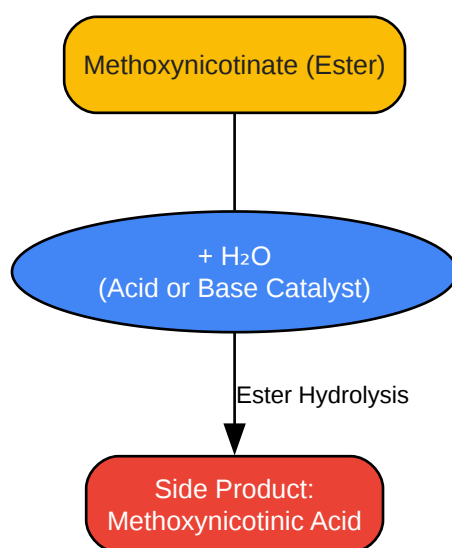 Methoxynicotinate (Ester)
+ H₂O
(Acid or Base Catalyst)
Ester Hydrolysis
Side Product:
Methoxynicotinic Acid